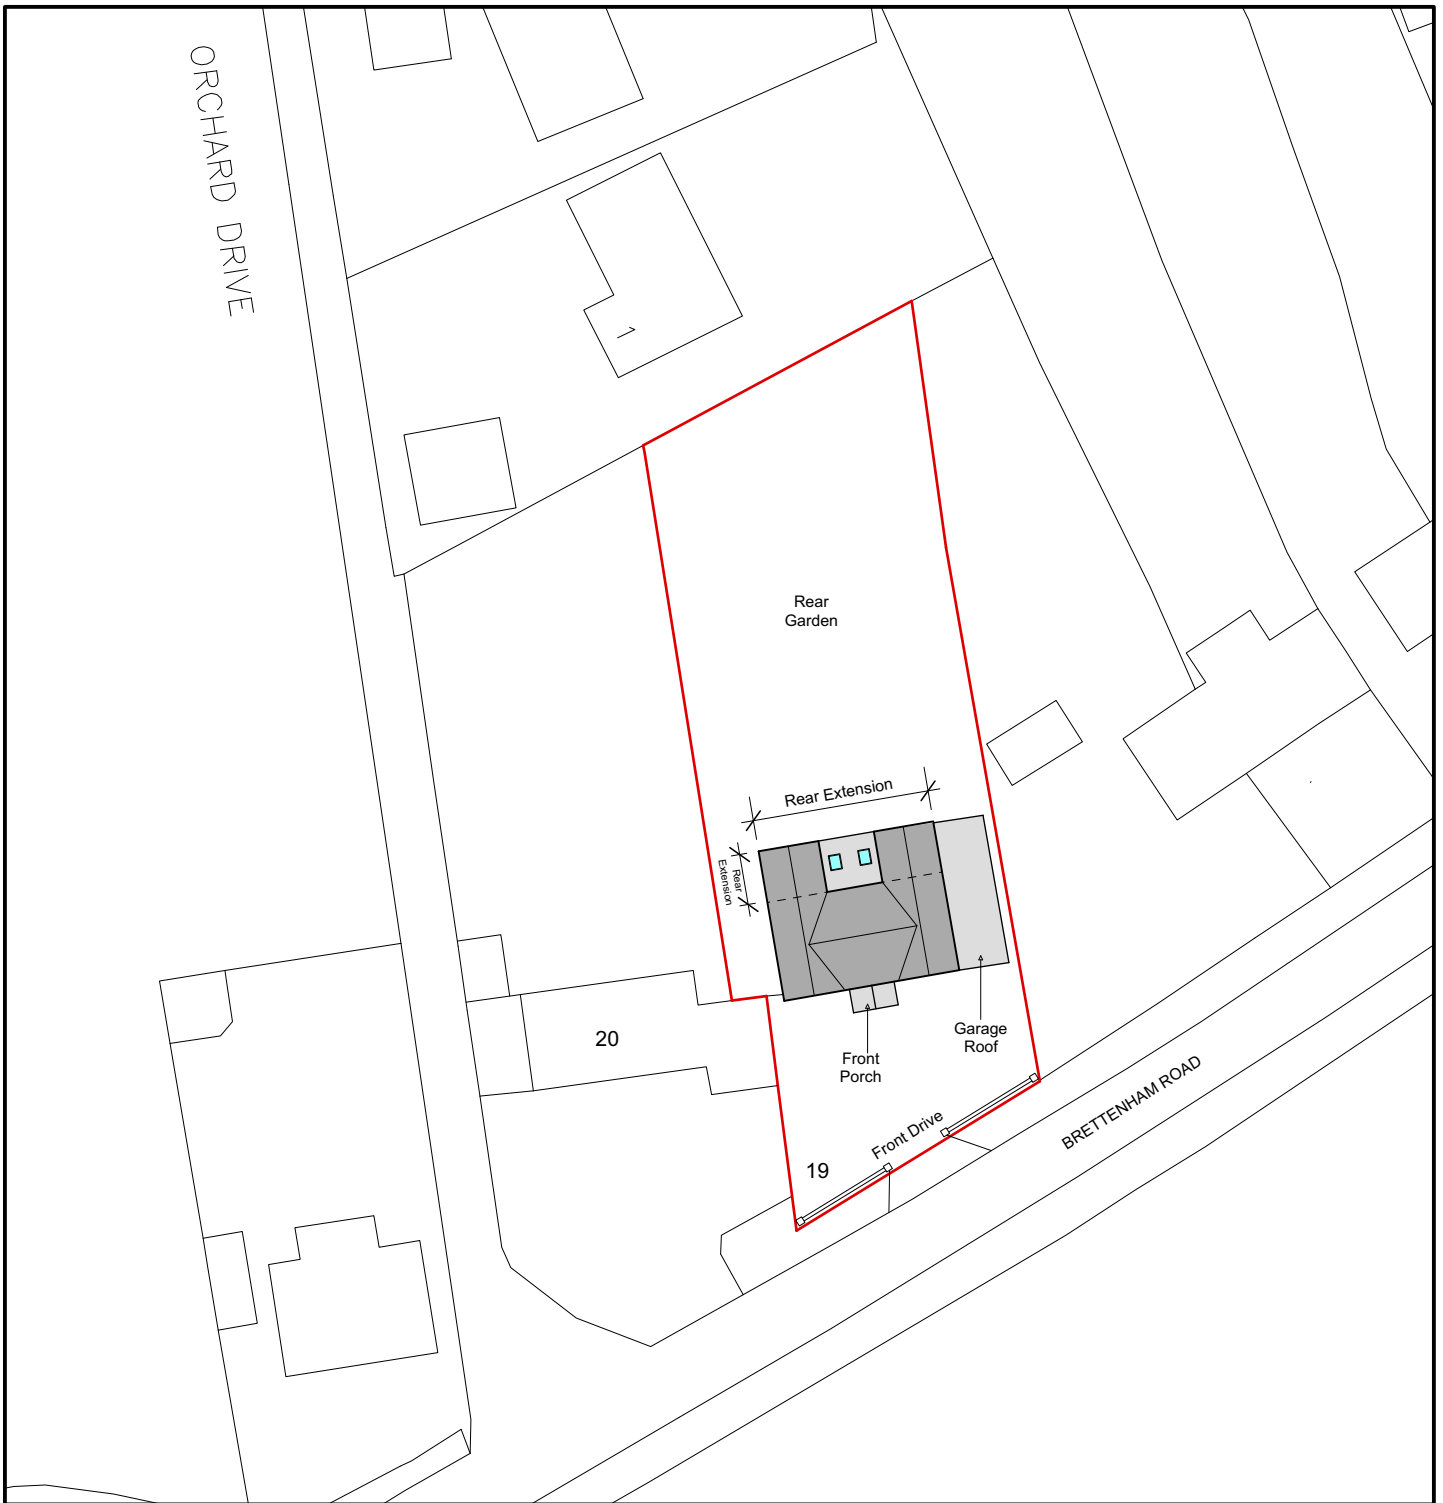 ORCHARD DRIVE
1
Rear
Garden
Rear Extension
Rear
Extension
20
Garage
Roof
Front
Porch
Front Drive
19
BRETTENHAM ROAD